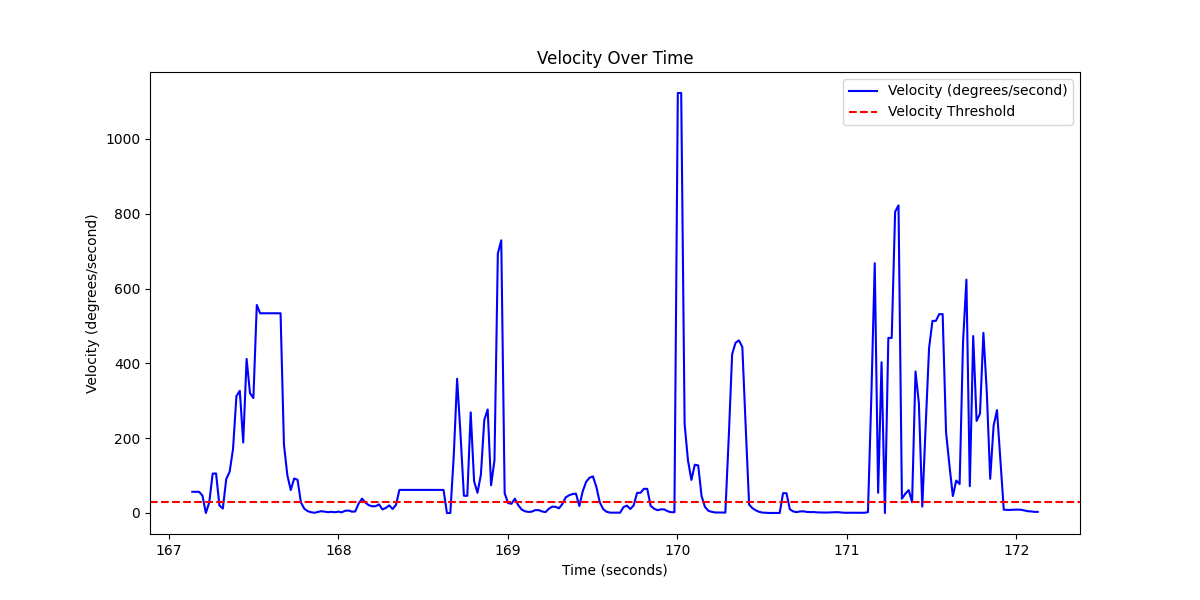 Velocity Over Time
Velocity (degrees/second)
Velocity Threshold
1000
800
600
400
200
0
Velocity (degrees/second)
167
168
169
170
171
172
Time (seconds)